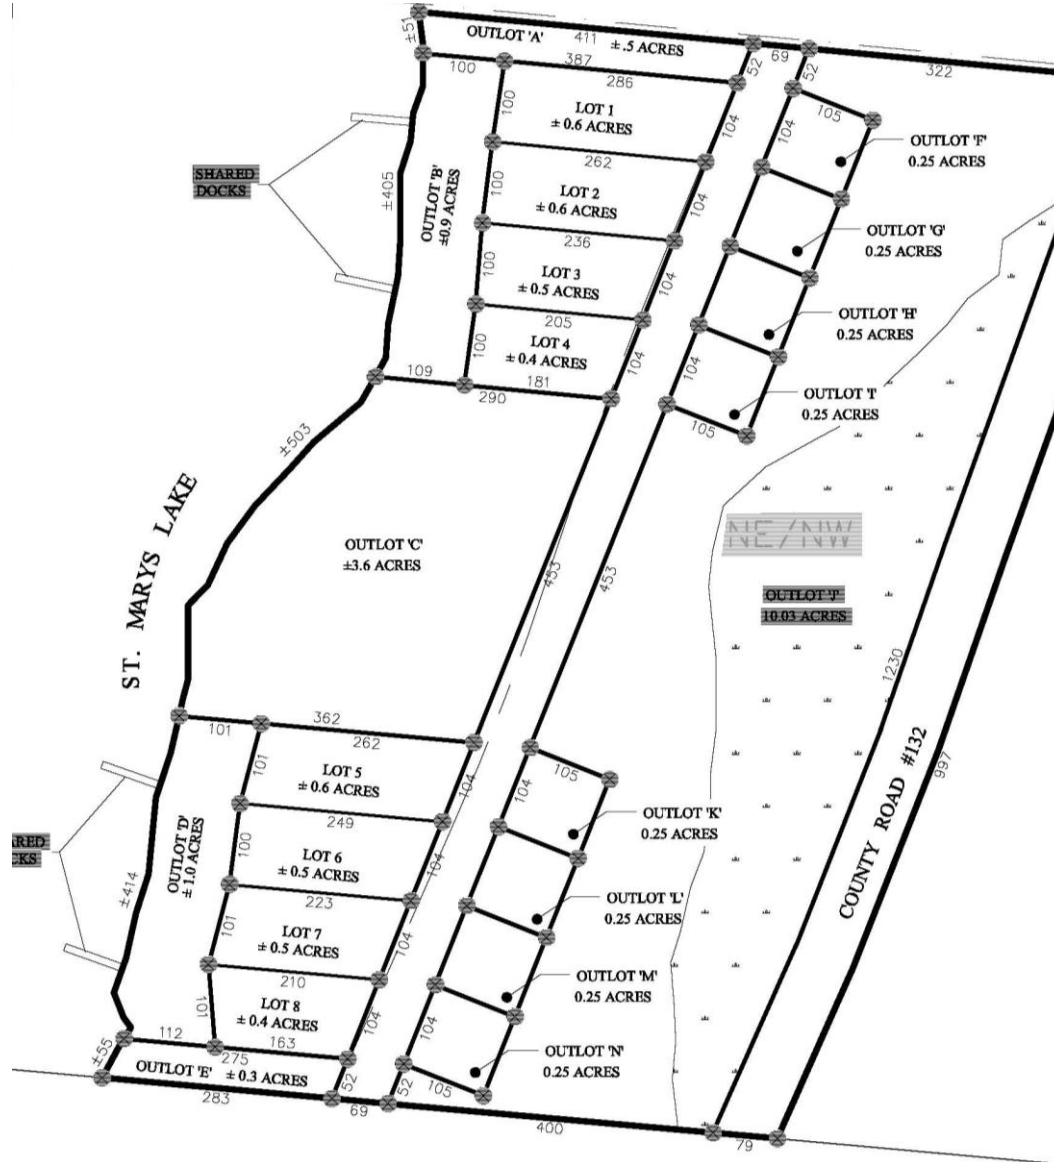 ±51
OUTLOT 'A'
411
± .5 ACRES
69
322
100
387
286
52
52
105
LOT 1
± 0.6 ACRES
100
104
104
OUTLOT 'F'
0.25 ACRES
262
SHARED
DOCKS
±405
OUTLOT 'B'
±0.9 ACRES
100
LOT 2
± 0.6 ACRES
104
OUTLOT 'G'
0.25 ACRES
236
100
LOT 3
± 0.5 ACRES
104
OUTLOT 'H'
0.25 ACRES
205
100
LOT 4
± 0.4 ACRES
104
104
OUTLOT 'I'
0.25 ACRES
109
181
290
105
±503
ST. MARYS LAKE
OUTLOT 'C'
±3.6 ACRES
453
453
NE/NW
OUTLOT 'J'
10.03 ACRES
1230
COUNTY ROAD #132
997
101
362
262
105
101
LOT 5
± 0.6 ACRES
104
104
OUTLOT 'K'
0.25 ACRES
249
ARED
CKS
±414
OUTLOT 'D'
± 1.0 ACRES
100
LOT 6
± 0.5 ACRES
104
OUTLOT 'L'
0.25 ACRES
223
101
LOT 7
± 0.5 ACRES
104
OUTLOT 'M'
0.25 ACRES
210
101
LOT 8
± 0.4 ACRES
104
104
OUTLOT 'N'
0.25 ACRES
±55
112
275
163
OUTLOT 'E'
± 0.3 ACRES
52
52
105
283
69
400
79